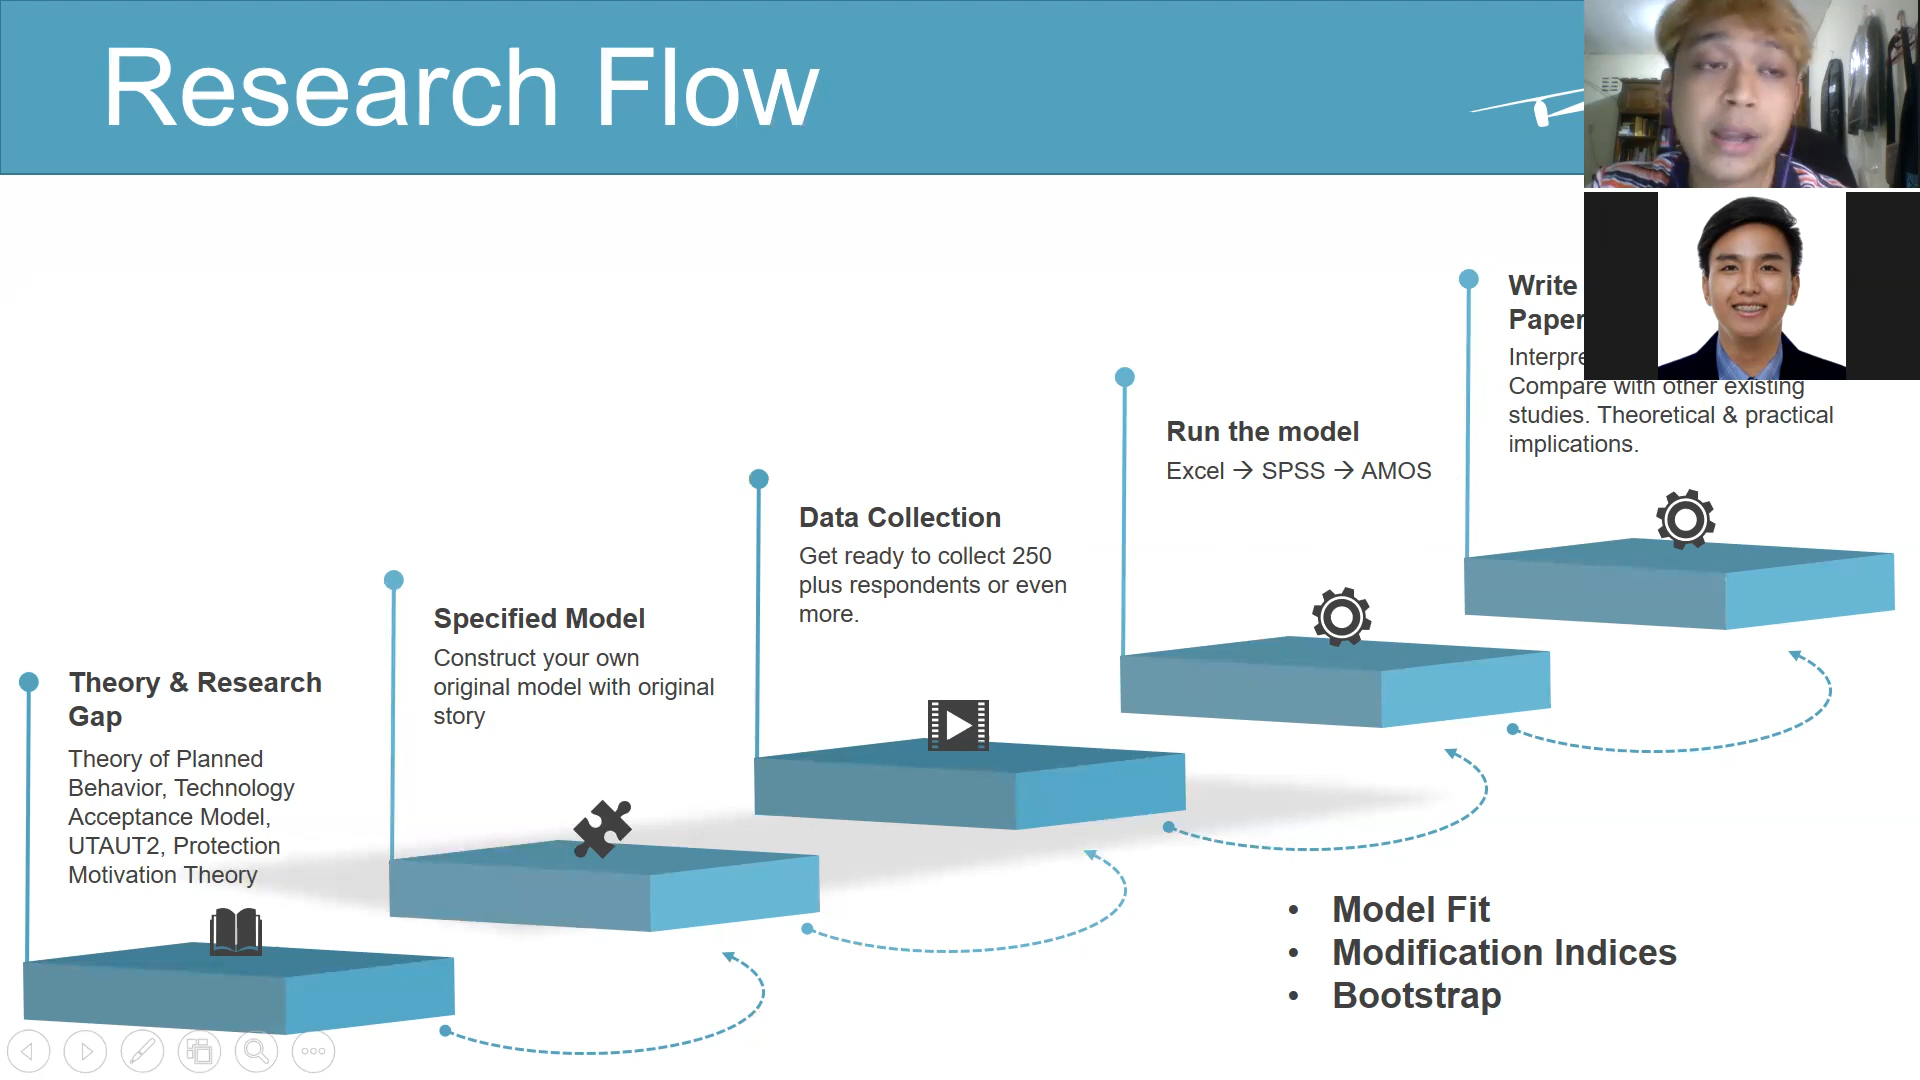 Research Flow
Theory & Research
Gap
Theory of Planned
Behavior, Technology
Acceptance Model,
UTAUT2, Protection
Motivation Theory
Specified Model
Construct your own
original model with original
story
Data Collection
Get ready to collect 250
plus respondents or even
more.
Run the model
Excel → SPSS → AMOS
Write
Paper
Compare with other existing
studies. Theoretical & practical
implications.
• Model Fit
• Modification Indices
• Bootstrap